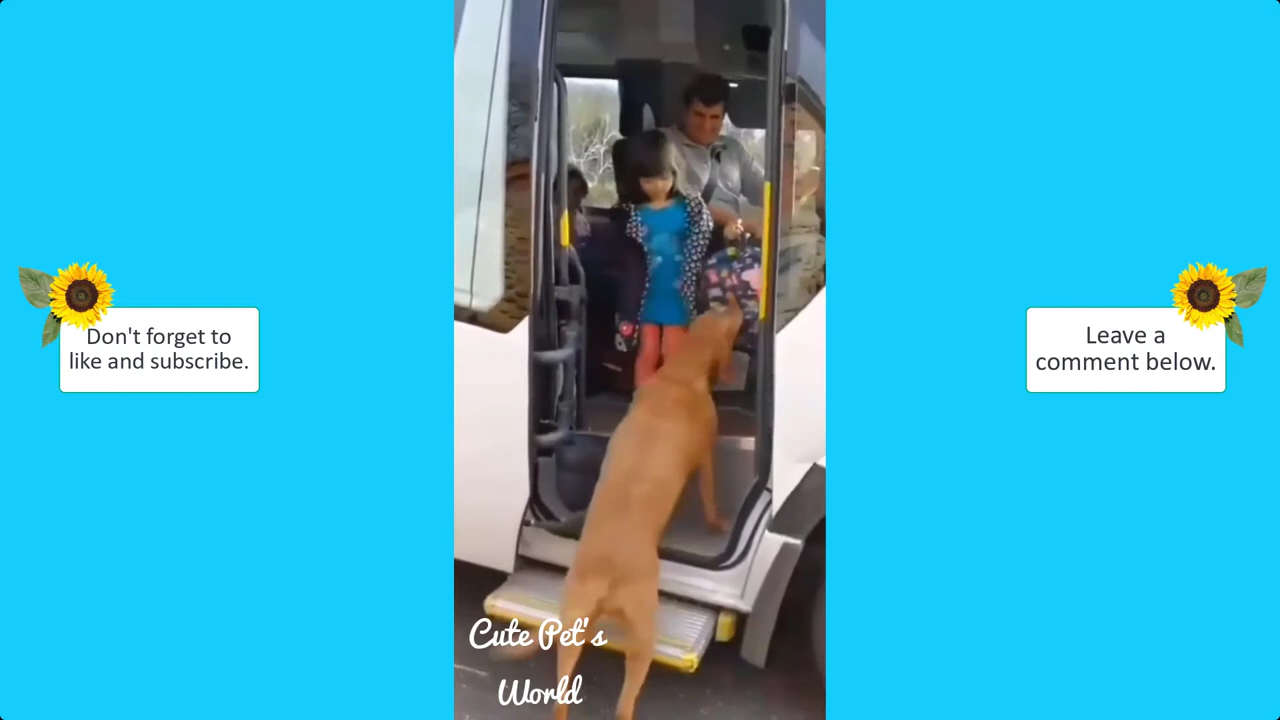 Don't forget to
like and subscribe.
Leave a
comment below.
Cute Pet's
World